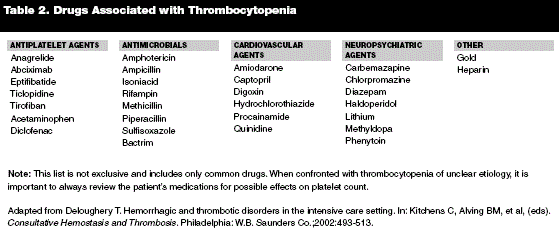 Table 2. Drugs Associated with Thrombocytopenia
ANTIPLATELET AGENTS
Anagrelide
Abciximab
Eptifibatide
Ticlopidine
Tirofiban
Acetaminophen
Diclofenac
ANTIMICROBIALS
Amphotericin
Ampicillin
Isoniacid
Rifampin
Methicillin
Piperacillin
Sulfisoxazole
Bactrim
CARDIOVASCULAR
AGENTS
Amiodarone
Captopril
Digoxin
Hydrochlorothiazide
Procainamide
Quinidine
NEUROPSYCHIATRIC
AGENTS
Carbemazapine
Chlorpromazine
Diazepam
Haloperidol
Lithium
Methyldopa
Phenytoin
OTHER
Gold
Heparin
Note: This list is not exclusive and includes only common drugs. When confronted with thrombocytopenia of unclear etiology, it is
important to always review the patient's medications for possible effects on platelet count.
Adapted from Deloughery T. Hemorrhagic and thrombotic disorders in the intensive care setting. In: Kitchens C, Alving BM, et al, (eds).
Consultative Hemostasis and Thrombosis. Philadelphia: W.B. Saunders Co.;2002:493-513.